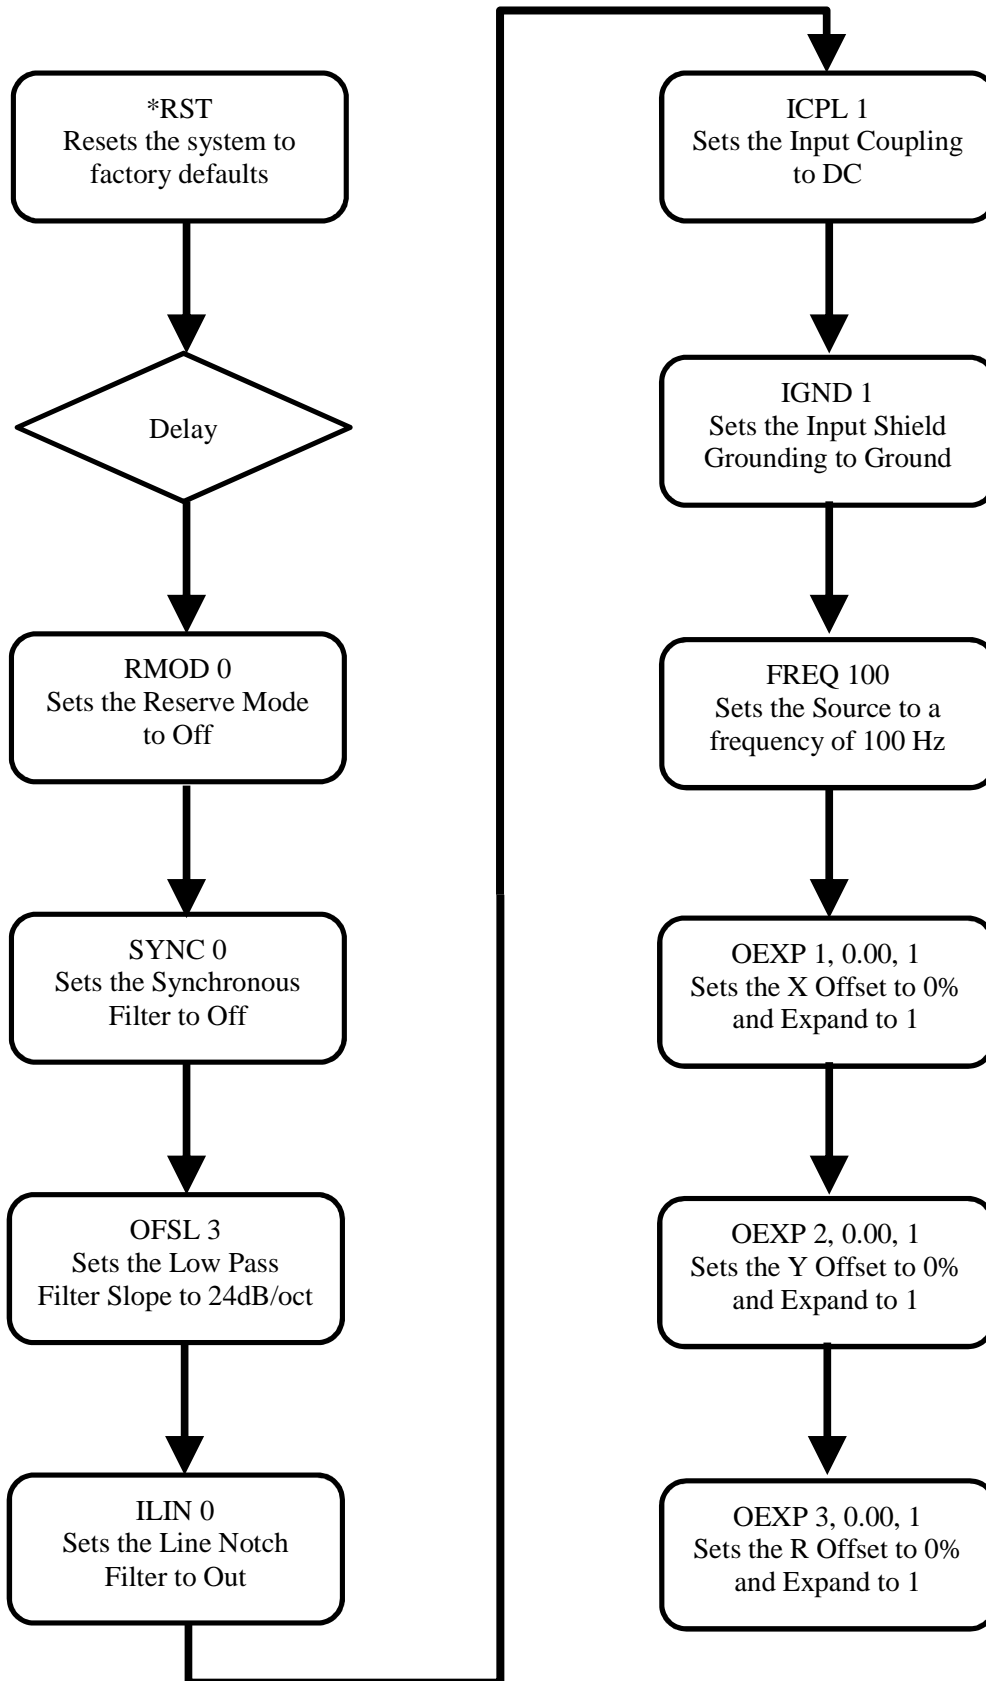 *RST
Resets the system to
factory defaults
Delay
RMOD 0
Sets the Reserve Mode
to Off
SYNC 0
Sets the Synchronous
Filter to Off
OFSL 3
Sets the Low Pass
Filter Slope to 24dB/oct
ILIN 0
Sets the Line Notch
Filter to Out
ICPL 1
Sets the Input Coupling
to DC
IGND 1
Sets the Input Shield
Grounding to Ground
FREQ 100
Sets the Source to a
frequency of 100 Hz
OEXP 1, 0.00, 1
Sets the X Offset to 0%
and Expand to 1
OEXP 2, 0.00, 1
Sets the Y Offset to 0%
and Expand to 1
OEXP 3, 0.00, 1
Sets the R Offset to 0%
and Expand to 1